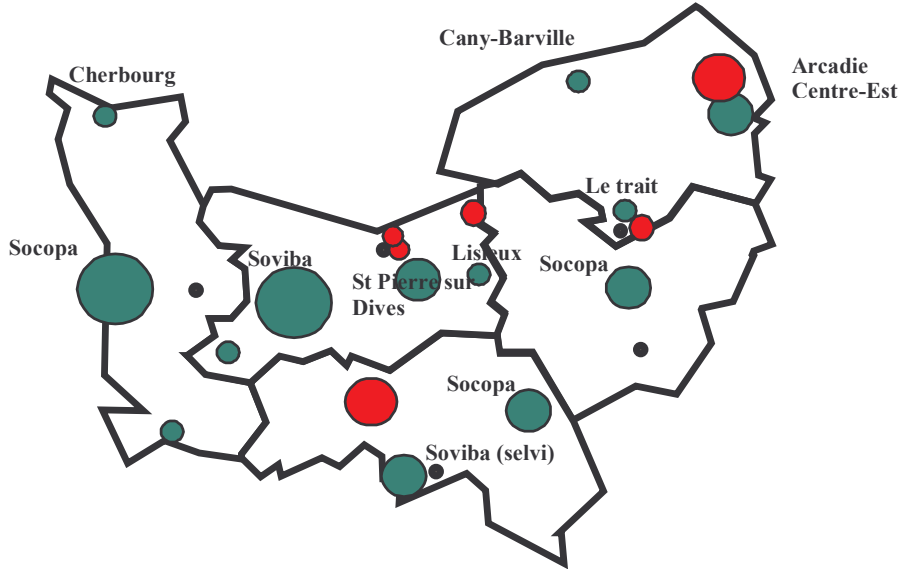 Cany-Barville
Cherbourg
Arcadie
Centre-Est
Le trait
Socopa
Soviba
Lisieux
Socopa
St Pierre sur
Dives
Socopa
Soviba (selvi)